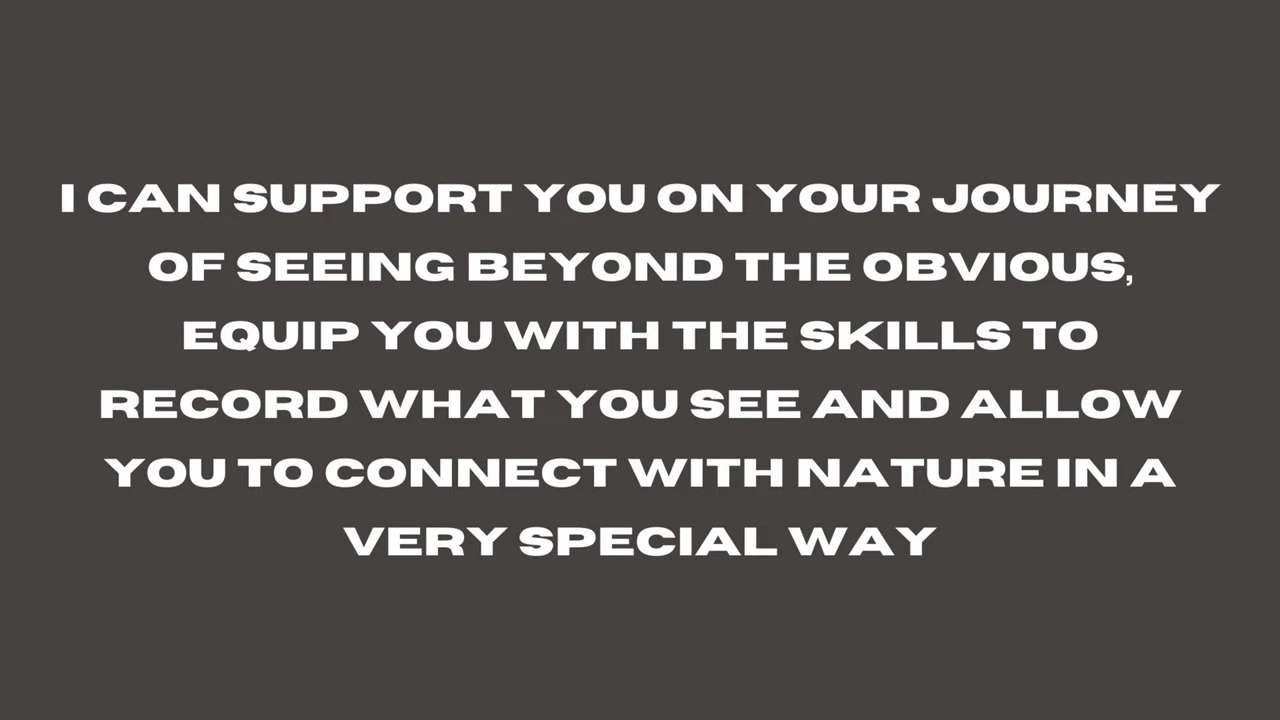 I CAN SUPPORT YOU ON YOUR JOURNEY
OF SEEING BEYOND THE OBVIOUS,
EQUIP YOU WITH THE SKILLS TO
RECORD WHAT YOU SEE AND ALLOW
YOU TO CONNECT WITH NATURE IN A
VERY SPECIAL WAY